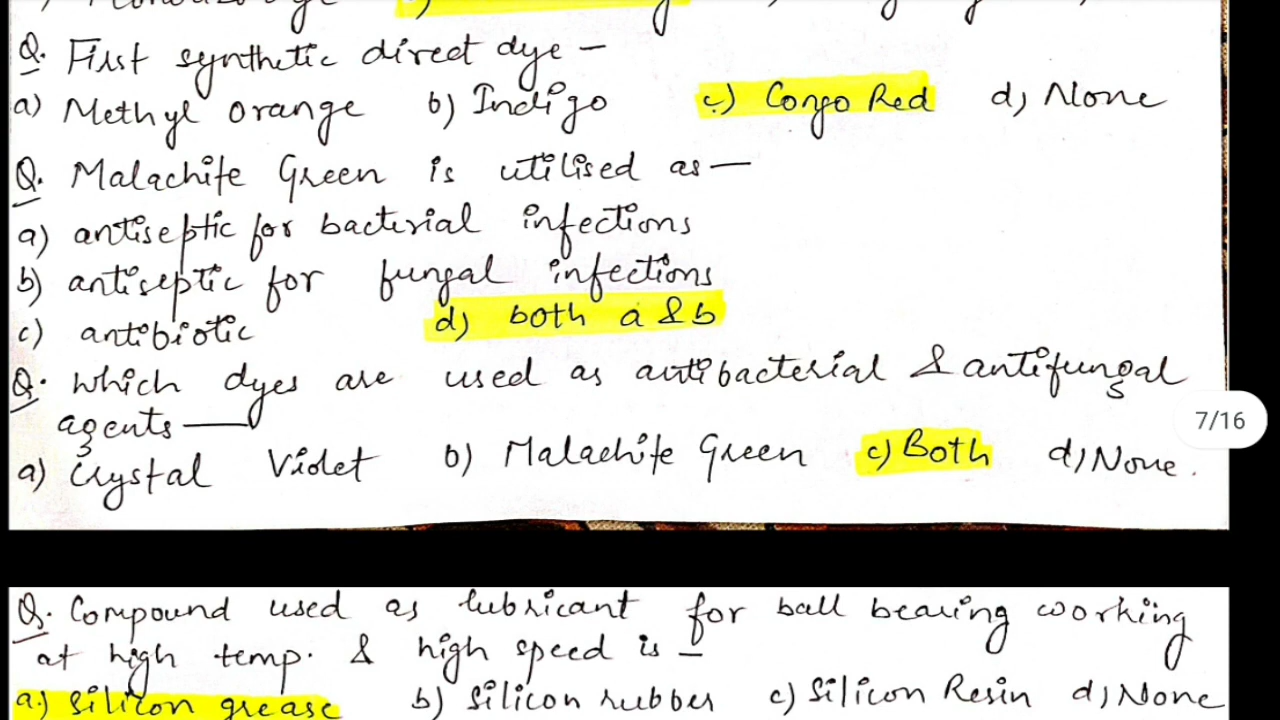 Q. First synthetic direct dye –
a) Methyl orange b) Indigo c) Congo Red d) None
Q. Malachite Green is utilised as —
a) antiseptic for bacterial infections
b) antiseptic for fungal infections
c) antibiotic d) both a & b
Q. Which dyes are used as antibacterial & antifungal
agents —
a) Crystal Violet b) Malachite Green c) Both d) None.
7/16
Q. Compound used as lubricant for ball bearing working
at high temp. & high speed is –
a) silicon grease b) silicon rubber c) Silicon Resin d) None